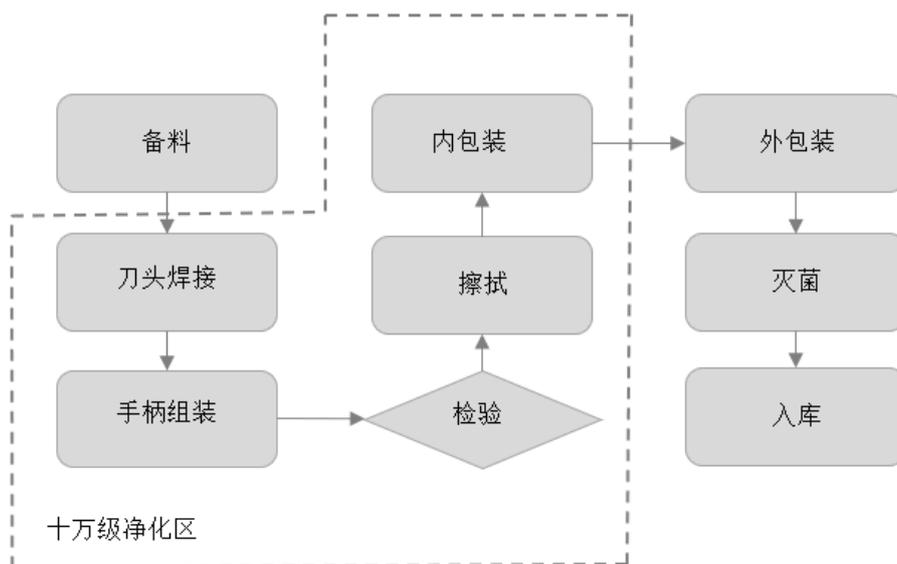 备料
刀头焊接
手柄组装
检验
擦拭
内包装
外包装
灭菌
入库
十万级净化区